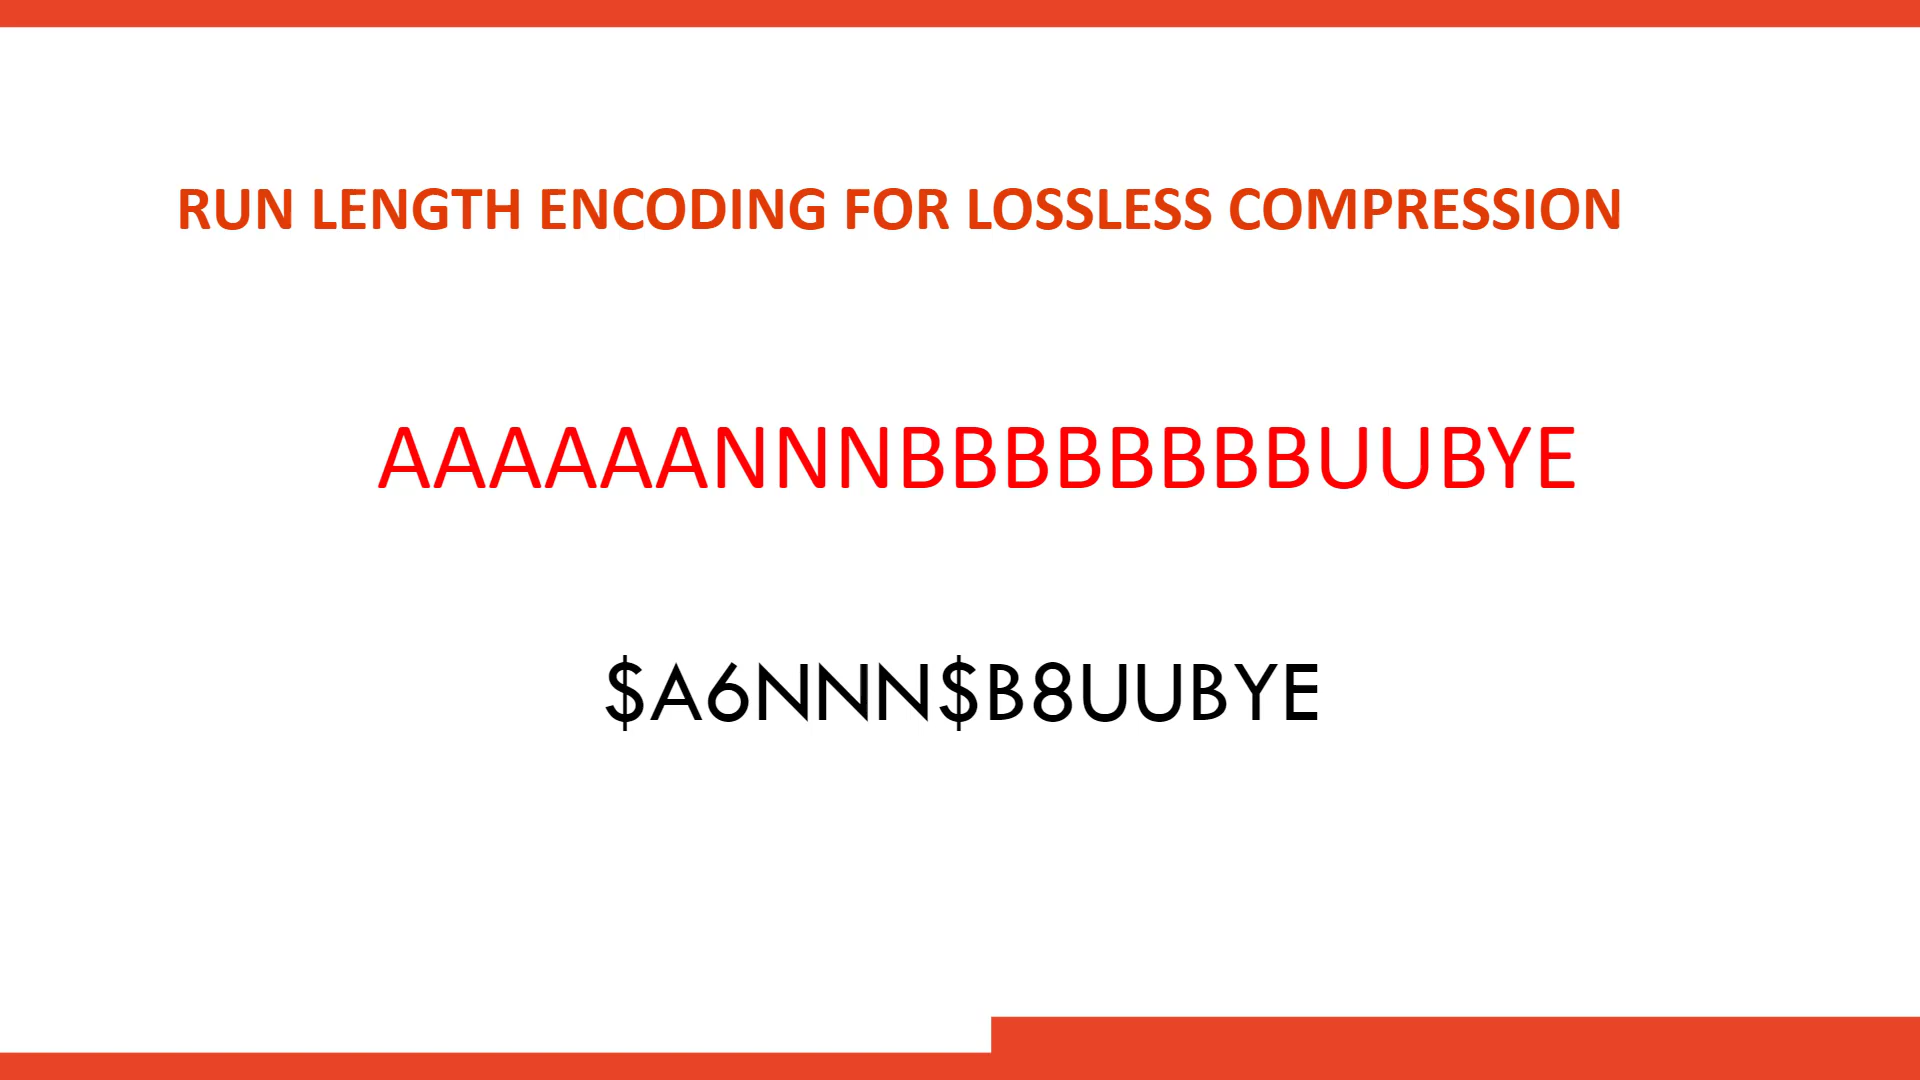 RUN LENGTH ENCODING FOR LOSSLESS COMPRESSION
AAAAAANNNBBBBBBBBUUBYE
$A6NNN$B8UUBYE